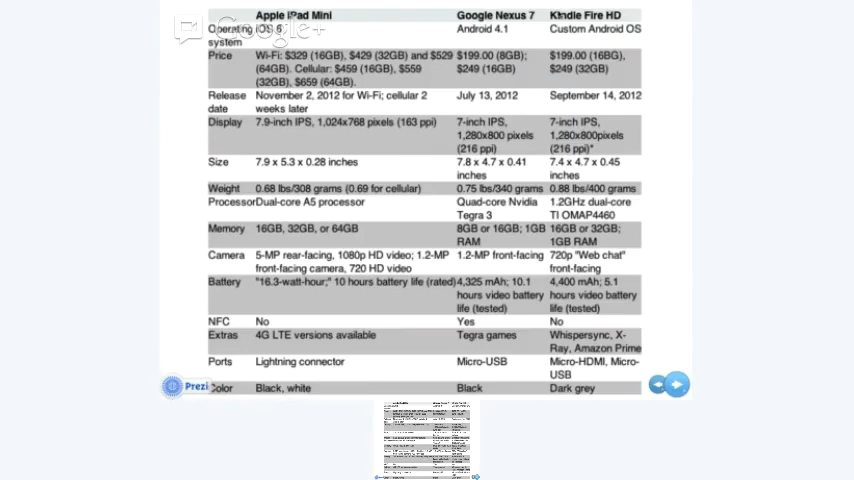 Apple iPad Mini Google Nexus 7 Kindle Fire HD
Google+
Operating iOS 6 Android 4.1 Custom Android OS
system
Price Wi-Fi: $329 (16GB), $429 (32GB) and $529 $199.00 (8GB); $199.00 (16BG),
(64GB). Cellular: $459 (16GB), $559 $249 (16GB) $249 (32GB)
(32GB), $659 (64GB).
Release November 2, 2012 for Wi-Fi; cellular 2 July 13, 2012 September 14, 2012
date weeks later
Display 7.9-inch IPS, 1,024x768 pixels (163 ppi) 7-inch IPS, 7-inch IPS,
1,280x800 pixels 1,280x800pixels
(216 ppi) (216 ppi)"
Size 7.9 x 5.3 x 0.28 inches 7.8 x 4.7 x 0.41 7.4 x 4.7 x 0.45
inches inches
Weight 0.68 lbs/308 grams (0.69 for cellular) 0.75 lbs/340 grams 0.88 lbs/400 grams
Processor Dual-core A5 processor Quad-core Nvidia 1.2GHz dual-core
Tegra 3 TI OMAP4460
Memory 16GB, 32GB, or 64GB 8GB or 16GB; 1GB 16GB or 32GB;
RAM 1GB RAM
Camera 5-MP rear-facing, 1080p HD video; 1.2-MP 1.2-MP front-facing 720p "Web chat"
front-facing camera, 720 HD video front-facing
Battery "16.3-watt-hour;" 10 hours battery life (rated) 4,325 mAh; 10.1 4,400 mAh; 5.1
hours video battery hours video battery
life (tested) life (tested)
NFC No Yes No
Extras 4G LTE versions available Tegra games Whispersync, X-
Ray, Amazon Prime
Ports Lightning connector Micro-USB Micro-HDMI, Micro-
USB
Prezi
Color Black, white Black Dark grey